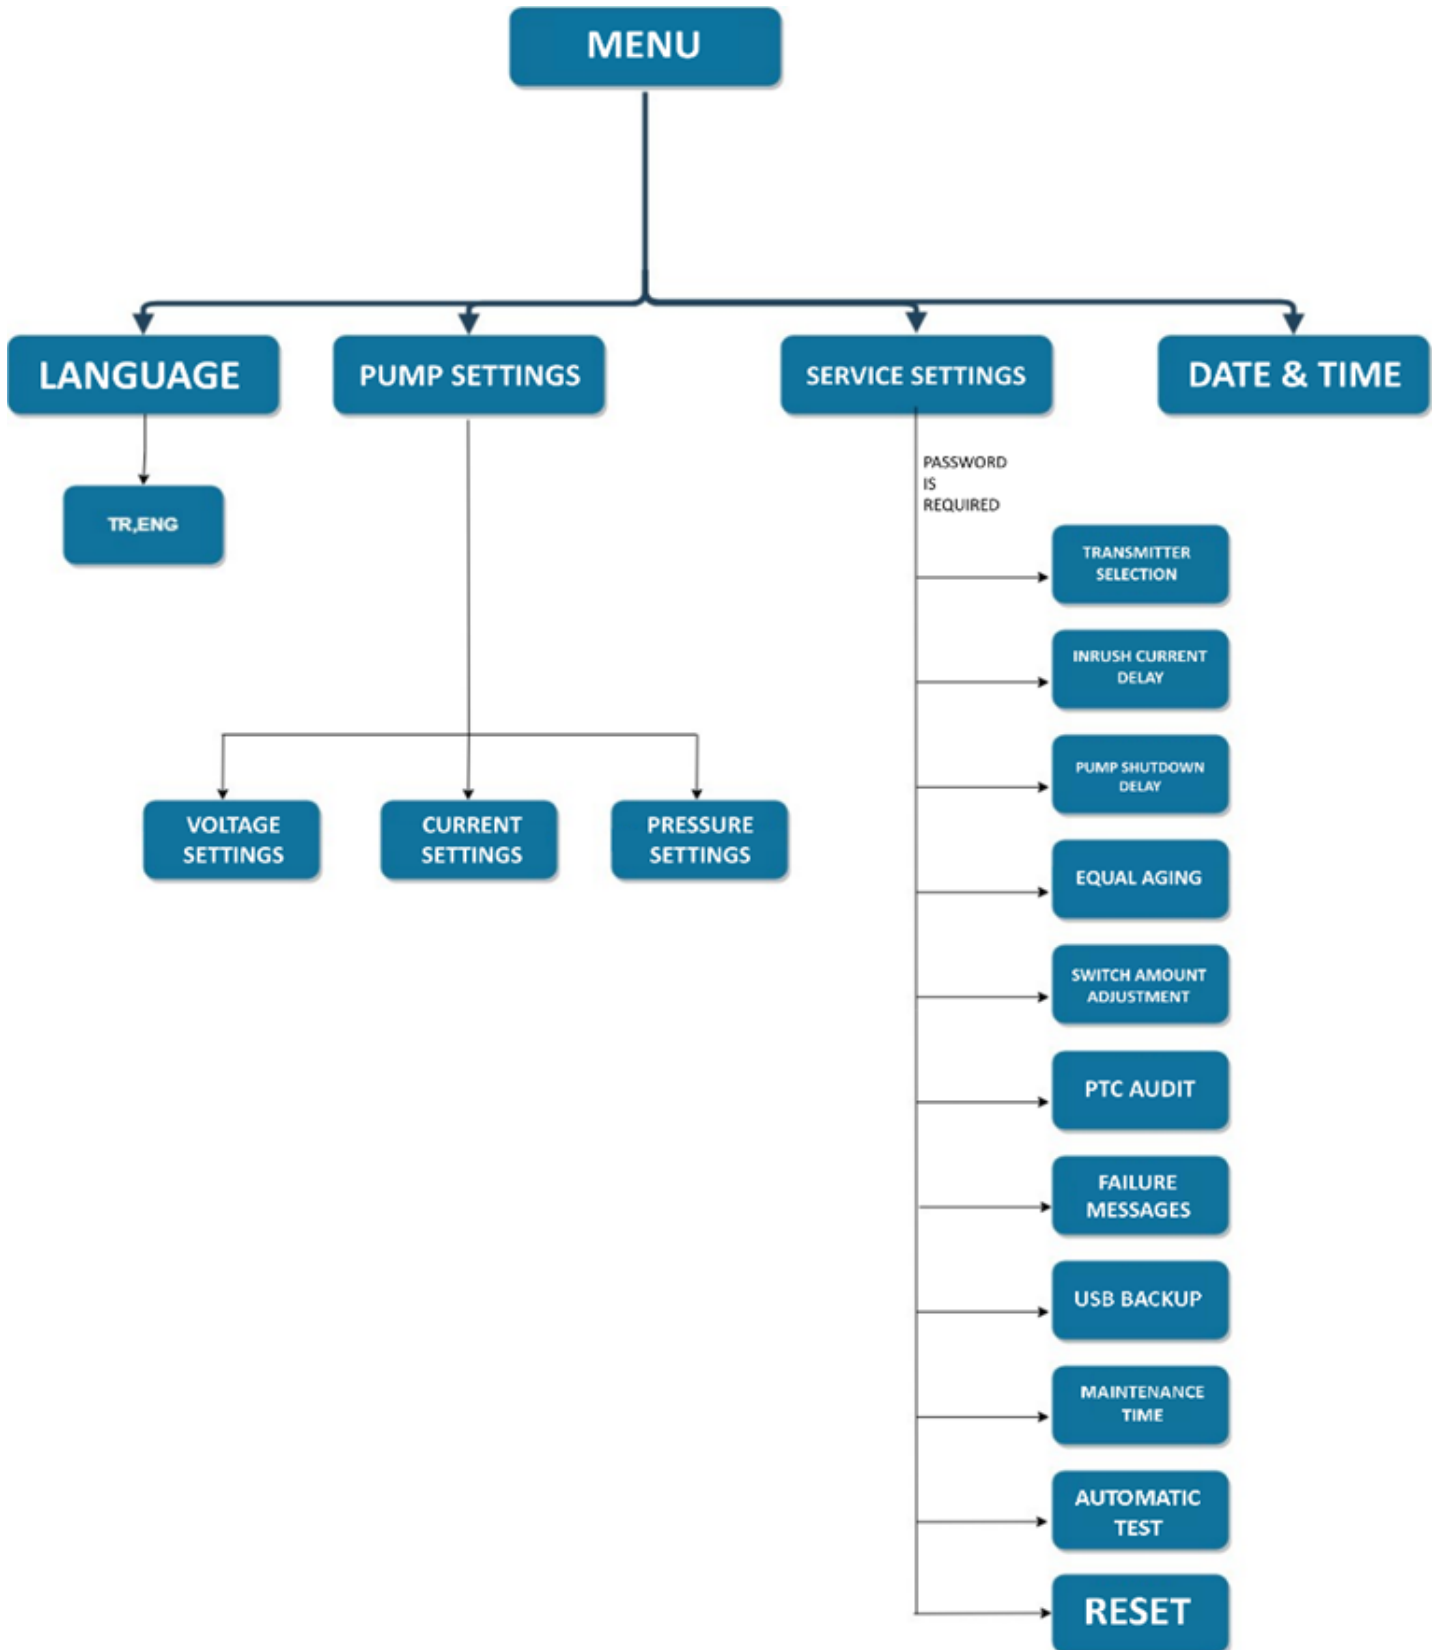 MENU
LANGUAGE
PUMP SETTINGS
SERVICE SETTINGS
DATE & TIME
TR,ENG
PASSWORD
IS
REQUIRED
VOLTAGE
SETTINGS
CURRENT
SETTINGS
PRESSURE
SETTINGS
TRANSMITTER
SELECTION
INRUSH CURRENT
DELAY
PUMP SHUTDOWN
DELAY
EQUAL AGING
SWITCH AMOUNT
ADJUSTMENT
PTC AUDIT
FAILURE
MESSAGES
USB BACKUP
MAINTENANCE
TIME
AUTOMATIC
TEST
RESET